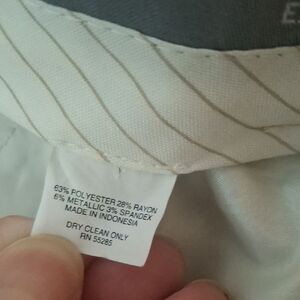 E
63% POLYESTER 28% RAYON
6% METALLIC 3% SPANDEX
MADE IN INDONESIA
DRY CLEAN ONLY
RN 55285